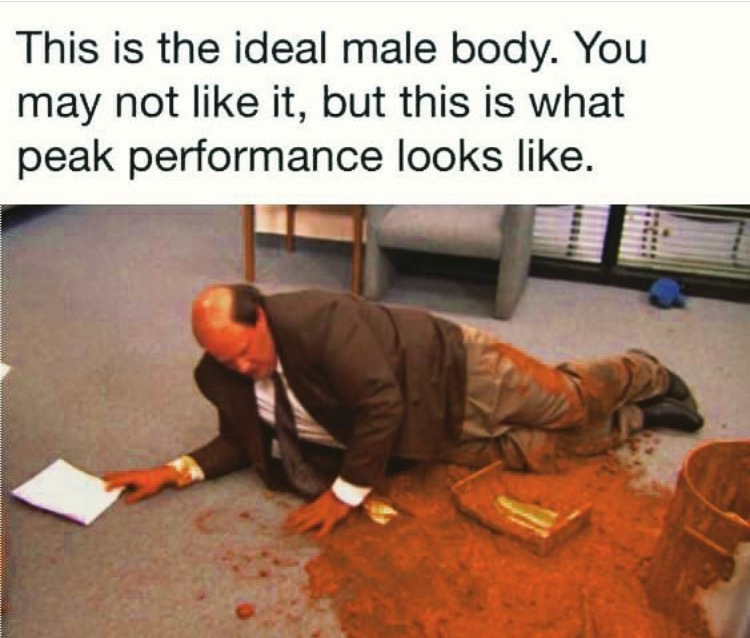 This is the ideal male body. You
may not like it, but this is what
peak performance looks like.